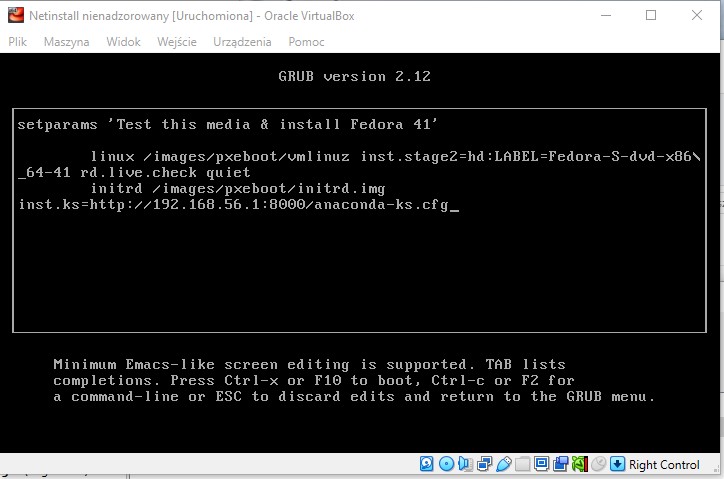 Netinstall nienadzorowany [Uruchomiona] - Oracle VirtualBox
Plik Maszyna Widok Wejście Urządzenia Pomoc
GRUB version 2.12
setparams 'Test this media & install Fedora 41'
linux /images/pxeboot/vmlinuz inst.stage2=hd:LABEL=Fedora-S-dvd-x86\
_64-41 rd.live.check quiet
initrd /images/pxeboot/initrd.img
inst.ks=http://192.168.56.1:8000/anaconda-ks.cfg_
Minimum Emacs-like screen editing is supported. TAB lists
completions. Press Ctrl-x or F10 to boot, Ctrl-c or F2 for
a command-line or ESC to discard edits and return to the GRUB menu.
Right Control